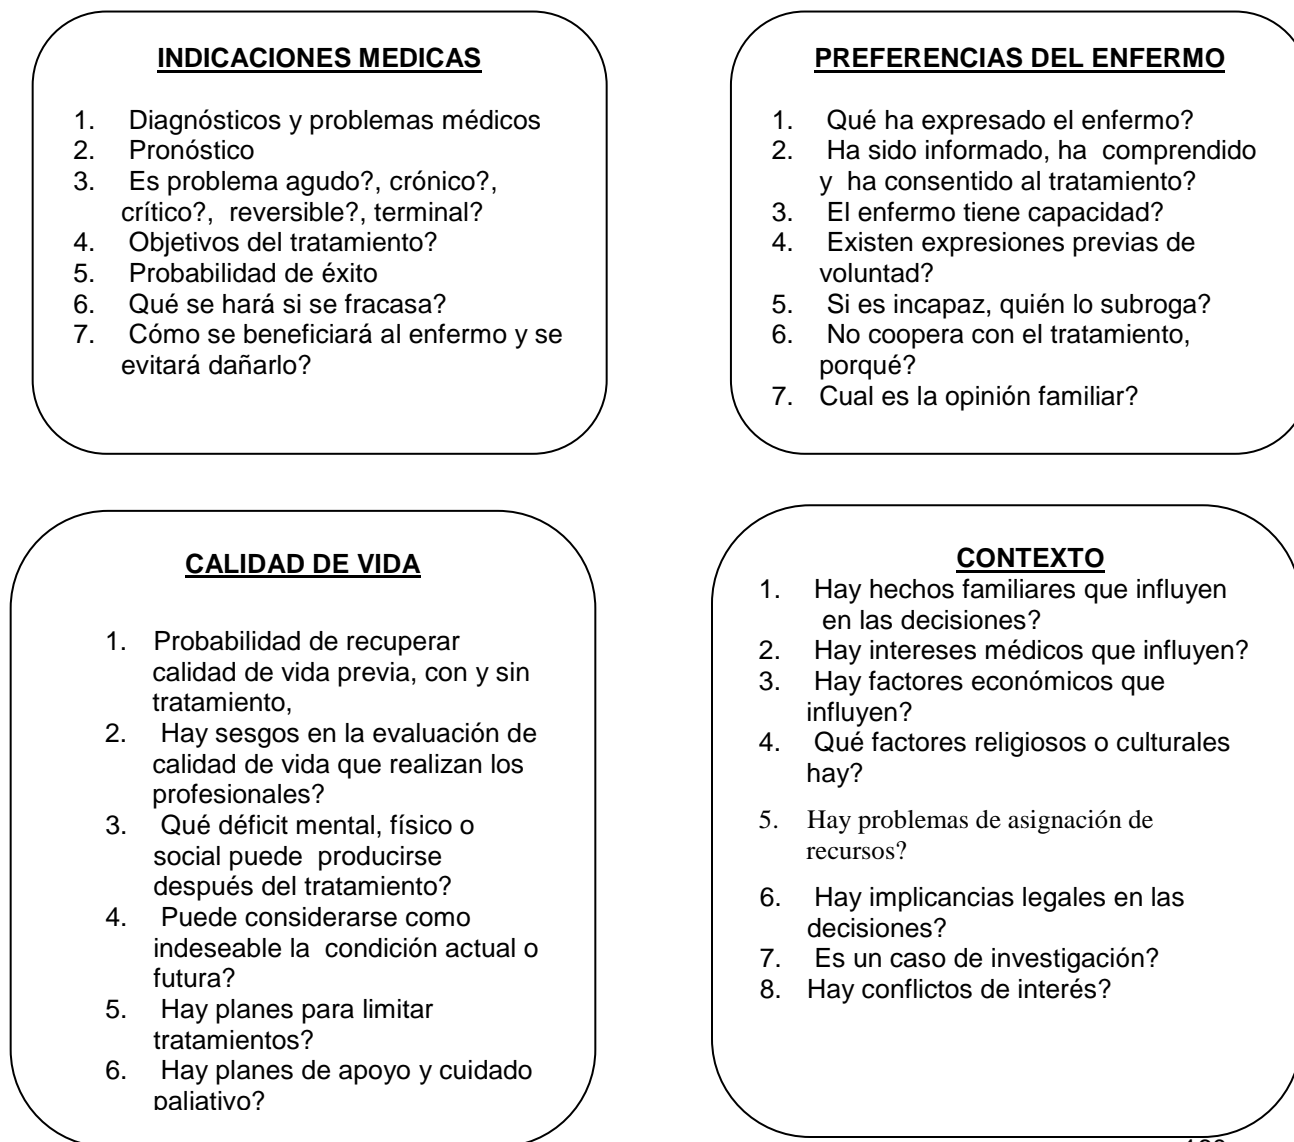 INDICACIONES MEDICAS
1. Diagnósticos y problemas médicos
2. Pronóstico
3. Es problema agudo?, crónico?,
crítico?, reversible?, terminal?
4. Objetivos del tratamiento?
5. Probabilidad de éxito
6. Qué se hará si se fracasa?
7. Cómo se beneficiará al enfermo y se
evitará dañarlo?
PREFERENCIAS DEL ENFERMO
1. Qué ha expresado el enfermo?
2. Ha sido informado, ha comprendido
y ha consentido al tratamiento?
3. El enfermo tiene capacidad?
4. Existen expresiones previas de
voluntad?
5. Si es incapaz, quién lo subroga?
6. No coopera con el tratamiento,
porqué?
7. Cual es la opinión familiar?
CALIDAD DE VIDA
1. Probabilidad de recuperar
calidad de vida previa, con y sin
tratamiento,
2. Hay sesgos en la evaluación de
calidad de vida que realizan los
profesionales?
3. Qué déficit mental, físico o
social puede producirse
después del tratamiento?
4. Puede considerarse como
indeseable la condición actual o
futura?
5. Hay planes para limitar
tratamientos?
6. Hay planes de apoyo y cuidado
paliativo?
CONTEXTO
1. Hay hechos familiares que influyen
en las decisiones?
2. Hay intereses médicos que influyen?
3. Hay factores económicos que
influyen?
4. Qué factores religiosos o culturales
hay?
5. Hay problemas de asignación de
recursos?
6. Hay implicancias legales en las
decisiones?
7. Es un caso de investigación?
8. Hay conflictos de interés?